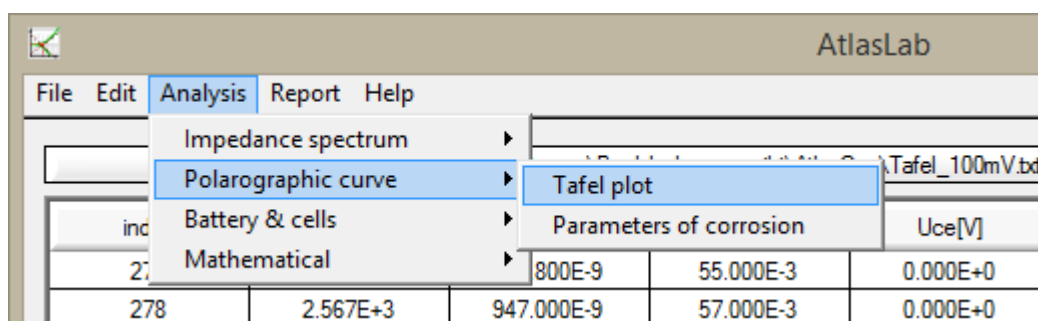 AtlasLab
File Edit Analysis Report Help
Impedance spectrum
\Tafel_100mV.txt
Polarographic curve
Tafel plot
Battery & cells
Parameters of corrosion
Uce[V]
Mathematical
800E-9 55.000E-3 0.000E+0
278 2.567E+3 947.000E-9 57.000E-3 0.000E+0